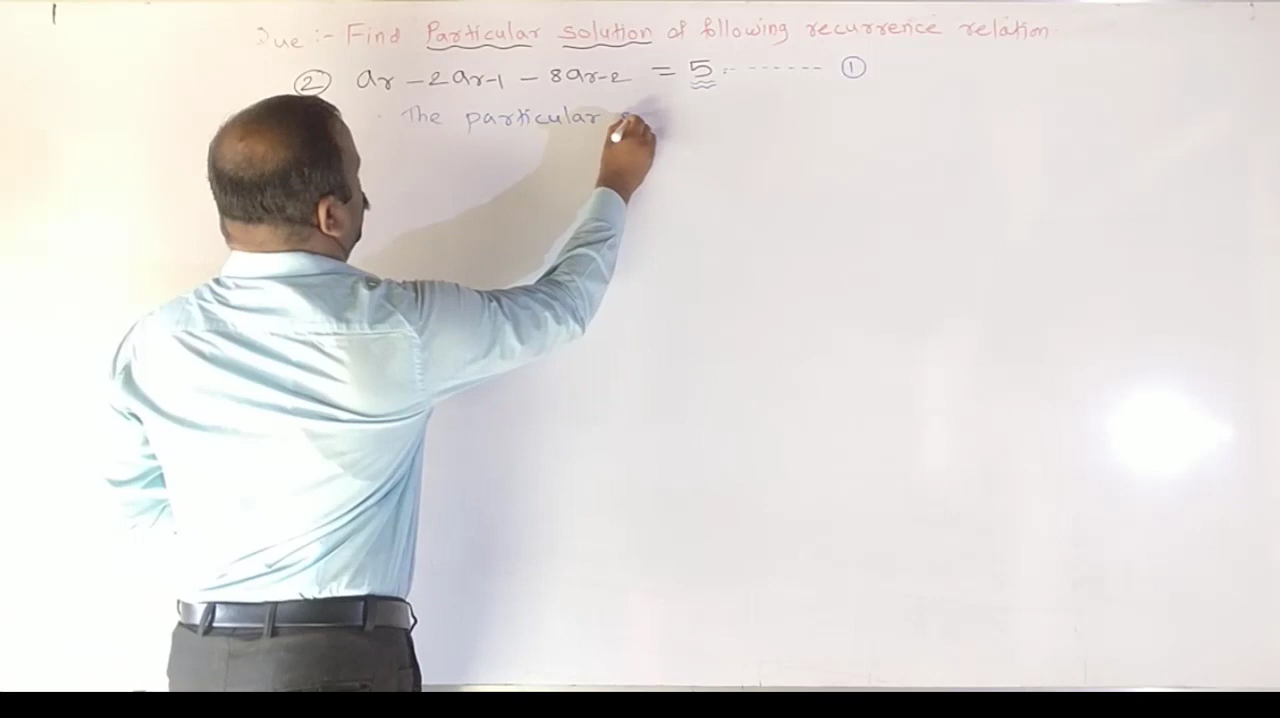 Que :- Find Particular solution of following recurrence relation
② ar - 2ar-1 - 8ar-2 = 5 -------- ①
The particular